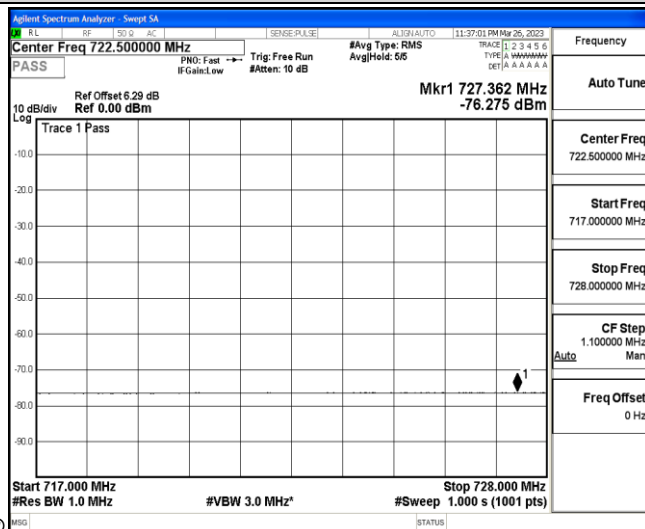 Agilent Spectrum Analyzer - Swept SA
RL RF 50 Ω AC SENSE:PULSE ALIGN AUTO 11:37:01 PM Mar 26, 2023
Center Freq 722.500000 MHz
PASS
PNO: Fast
IFGain:Low
Trig: Free Run
#Atten: 10 dB
#Avg Type: RMS
Avg|Hold: 5/5
TRACE 1 2 3 4 5 6
TYPE A WWWWW
DET A A A A A A
Ref Offset 6.29 dB
10 dB/div Ref 0.00 dBm
Log
Mkr1 727.362 MHz
-76.275 dBm
Trace 1 Pass
-10.0
-20.0
-30.0
-40.0
-50.0
-60.0
-70.0
-80.0
-90.0
1
Start 717.000 MHz Stop 728.000 MHz
#Res BW 1.0 MHz #VBW 3.0 MHz* #Sweep 1.000 s (1001 pts)
MSG STATUS
Frequency
Auto Tune
Center Freq
722.500000 MHz
Start Freq
717.000000 MHz
Stop Freq
728.000000 MHz
CF Step
1.100000 MHz
Auto Man
Freq Offset
0 Hz